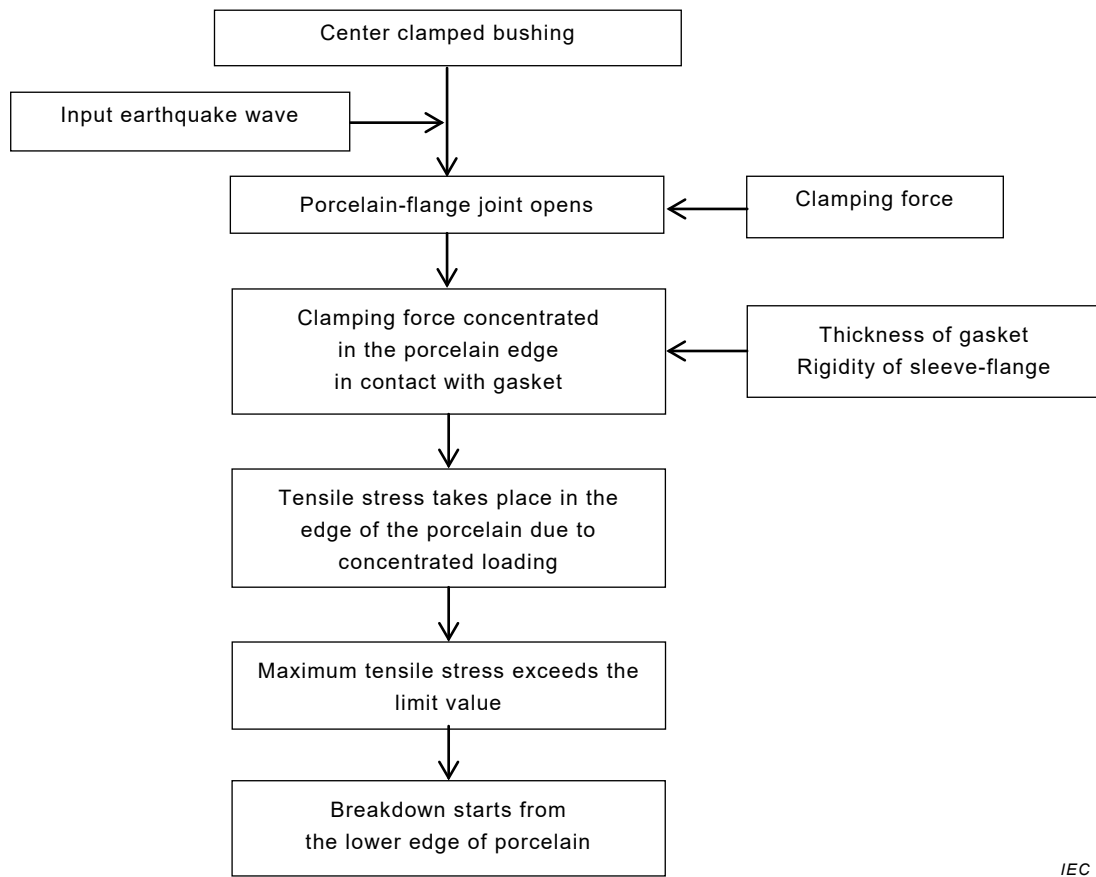 Center clamped bushing
Input earthquake wave
Porcelain-flange joint opens
Clamping force
Clamping force concentrated
in the porcelain edge
in contact with gasket
Thickness of gasket
Rigidity of sleeve-flange
Tensile stress takes place in the
edge of the porcelain due to
concentrated loading
Maximum tensile stress exceeds the
limit value
Breakdown starts from
the lower edge of porcelain
IEC